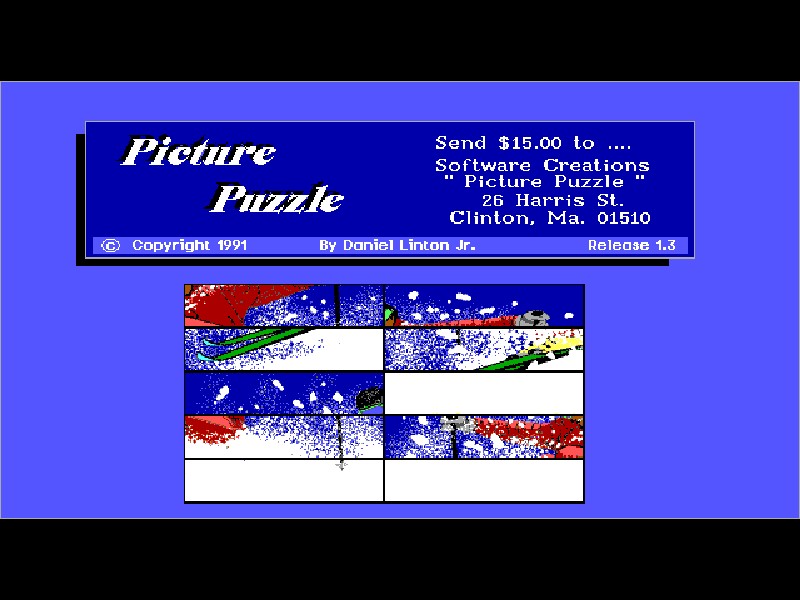 Picture
Puzzle
Send $15.00 to ....
Software Creations
" Picture Puzzle "
26 Harris St.
Clinton, Ma. 01510
© Copyright 1991 By Daniel Linton Jr. Release 1.3